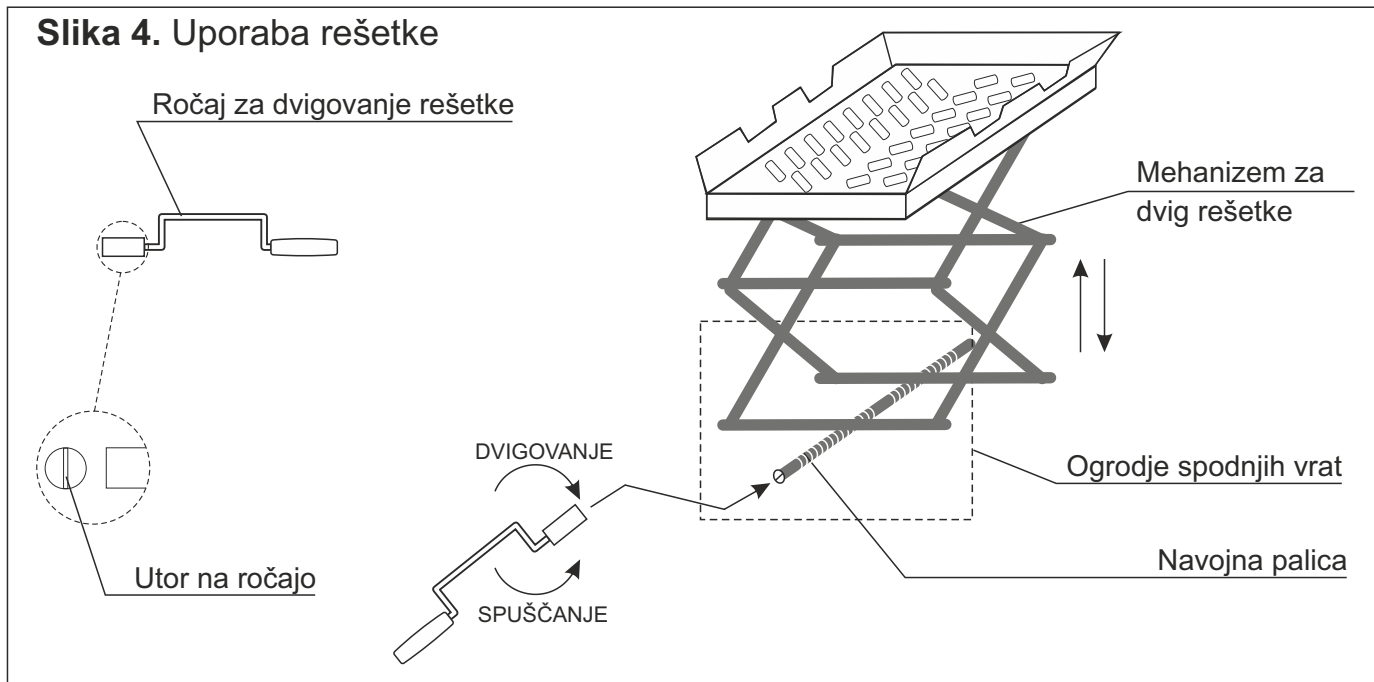 Slika 4. Uporaba rešetke
Ročaj za dvigovanje rešetke
Mehanizem za
dvig rešetke
DVIGOVANJE
Ogrodje spodnjih vrat
Navojna palica
Utor na ročajo
SPUŠČANJE